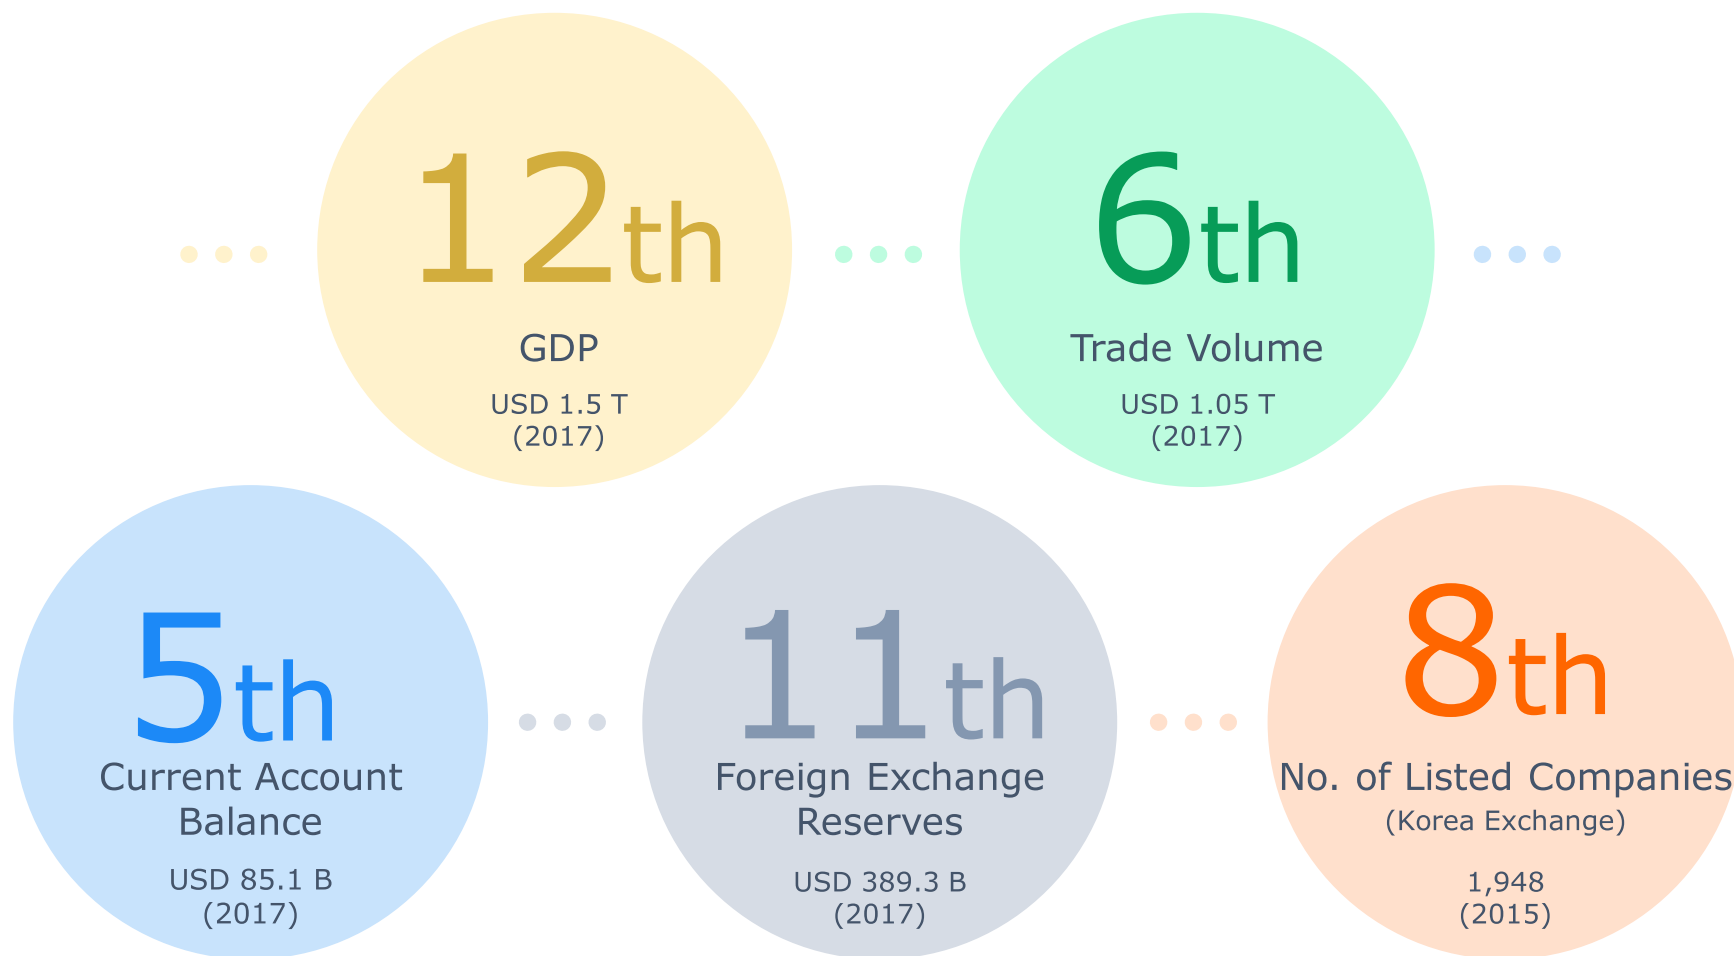 12th
GDP
USD 1.5 T
(2017)
6th
Trade Volume
USD 1.05 T
(2017)
5th
Current Account
Balance
USD 85.1 B
(2017)
11th
Foreign Exchange
Reserves
USD 389.3 B
(2017)
8th
No. of Listed Companies
(Korea Exchange)
1,948
(2015)